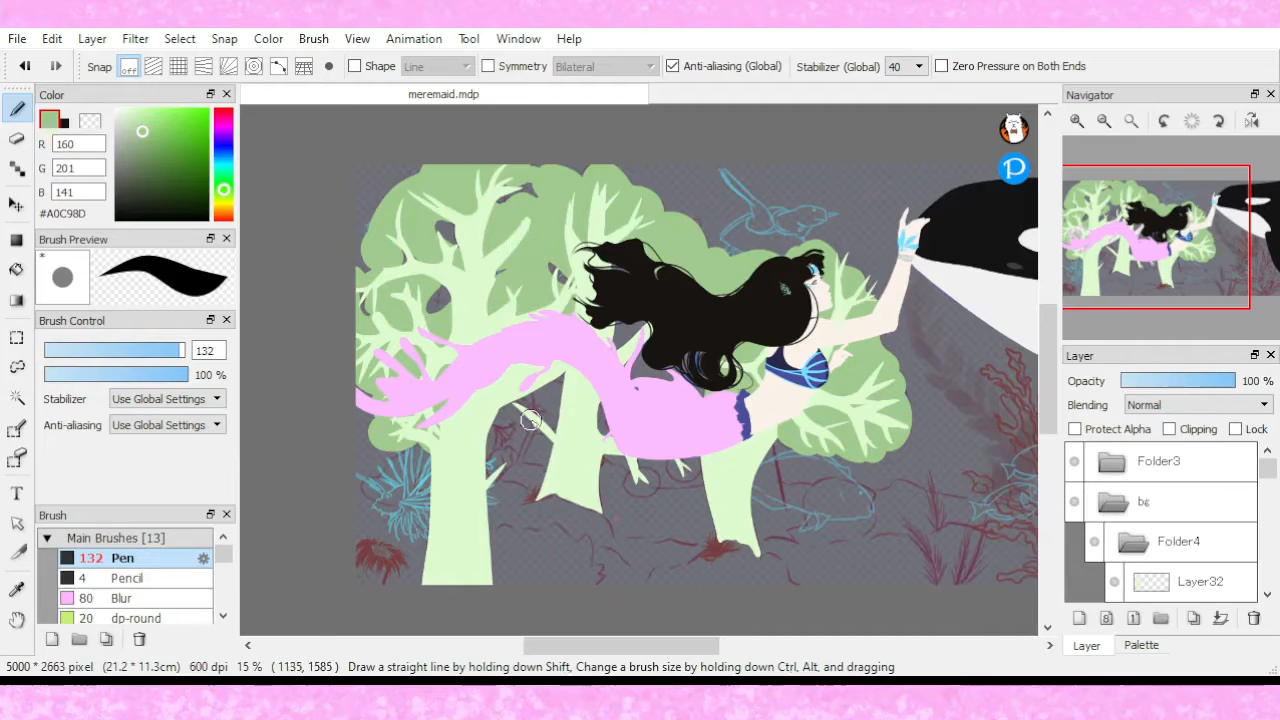 File Edit Layer Filter Select Snap Color Brush View Animation Tool Window Help
Snap off Shape Line Symmetry Bilateral Anti-aliasing (Global) Stabilizer (Global) 40 Zero Pressure on Both Ends
Color
meremaid.mdp
Navigator
R 160
G 201
B 141
#A0C98D
Brush Preview
*
Brush Control
132
100 %
Stabilizer Use Global Settings
Anti-aliasing Use Global Settings
Layer
Opacity 100 %
Blending Normal
Protect Alpha Clipping Lock
Folder3
bg
Folder4
Layer32
Brush
Main Brushes [13]
132 Pen
4 Pencil
80 Blur
20 dp-round
8 1
Layer Palette
5000 * 2663 pixel (21.2 * 11.3cm) 600 dpi 15 % ( 1135, 1585) Draw a straight line by holding down Shift, Change a brush size by holding down Ctrl, Alt, and dragging